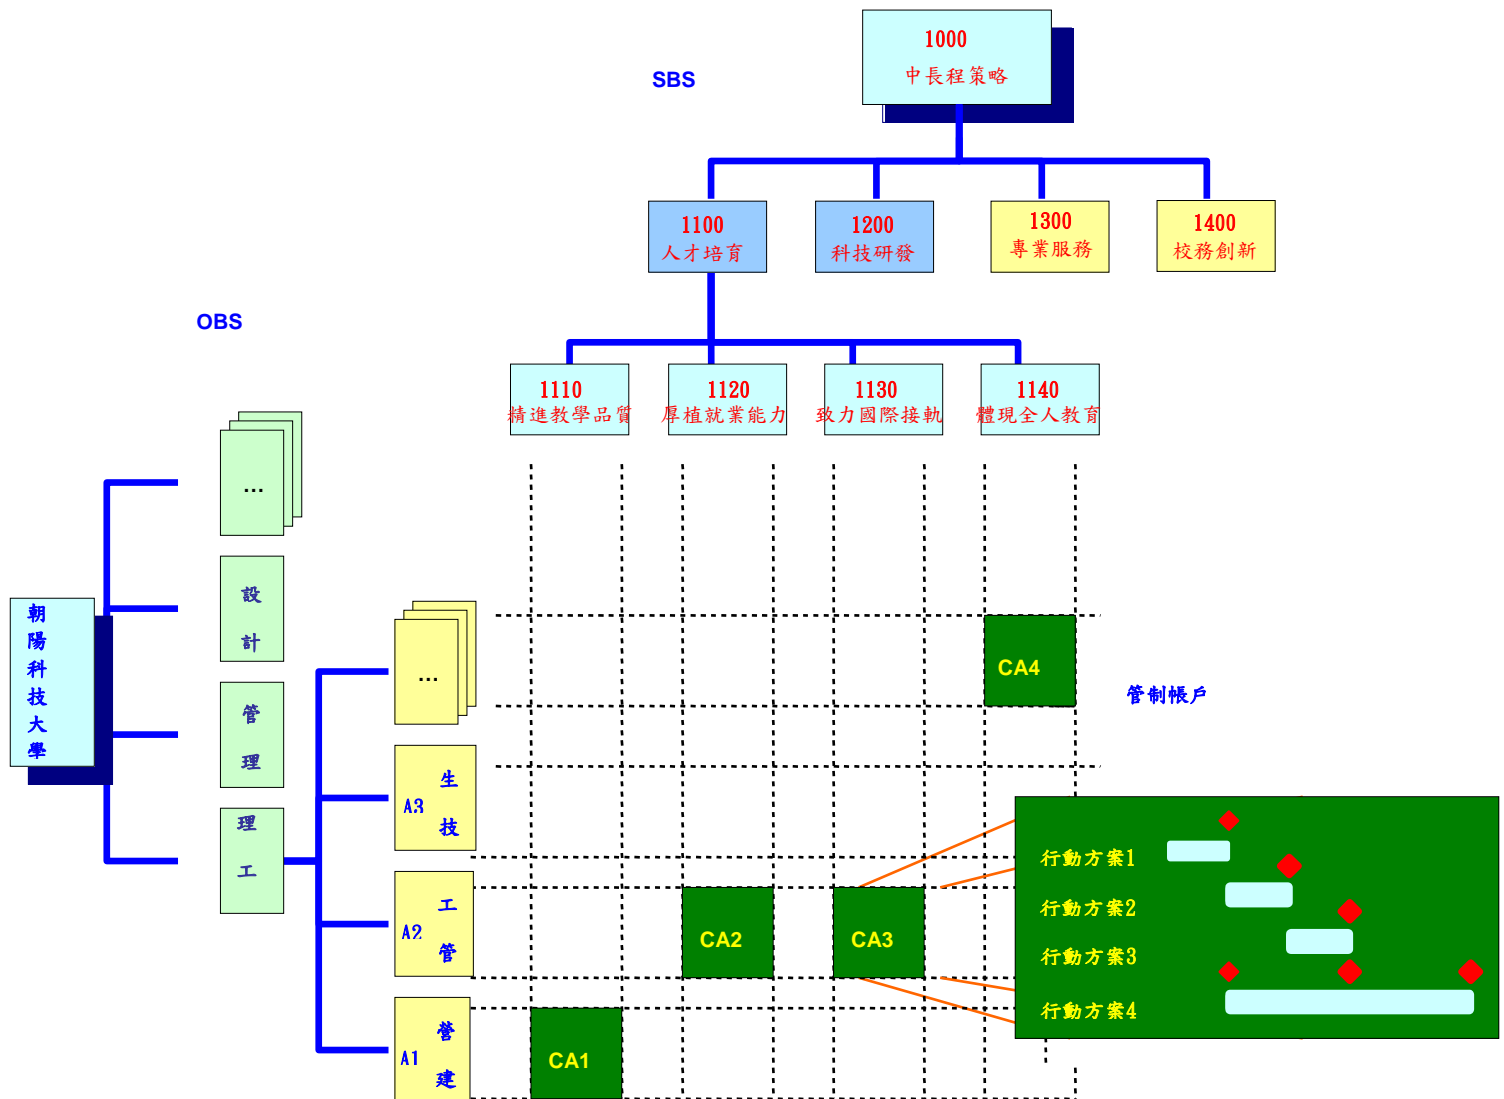 1000
中長程策略
SBS
1100
人才培育
1200
科技研發
1300
專業服務
1400
校務創新
OBS
1110
精進教學品質
1120
厚植就業能力
1130
致力國際接軌
1140
體現全人教育
...
設計
朝陽科技大學
管理
理工
...
A3 生技
A2 工管
A1 營建
CA4
管制帳戶
CA2
CA3
CA1
行動方案1
行動方案2
行動方案3
行動方案4